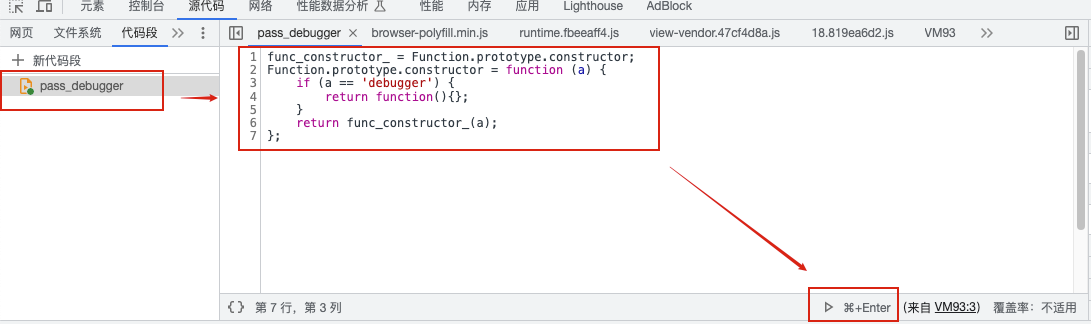 元素 控制台 源代码 网络 性能数据分析 性能 内存 应用 Lighthouse AdBlock
网页 文件系统 代码段 >> pass_debugger × browser-polyfill.min.js runtime.fbeeaff4.js view-vendor.47cf4d8a.js 18.819ea6d2.js VM93 >>
+ 新代码段
pass_debugger
1 func_constructor_ = Function.prototype.constructor;
2 Function.prototype.constructor = function (a) {
3 if (a == 'debugger') {
4 return function(){};
5 }
6 return func_constructor_(a);
7 };
{} 第 7 行，第 3 列 ⌘+Enter (来自 VM93:3) 覆盖率：不适用